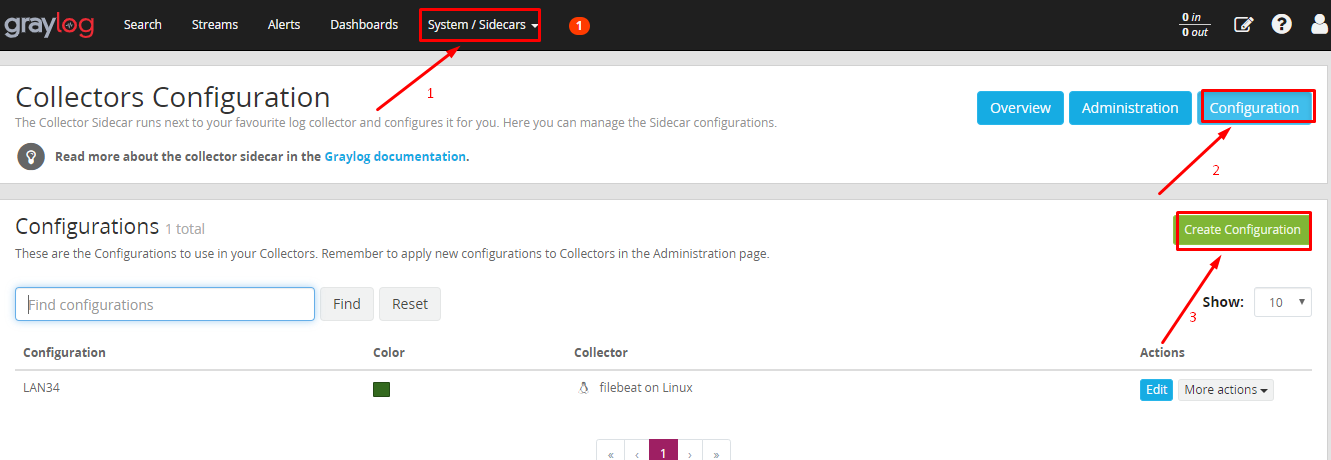 graylog Search Streams Alerts Dashboards System / Sidecars 1 0 in
0 out
1
Collectors Configuration
Overview Administration Configuration
The Collector Sidecar runs next to your favourite log collector and configures it for you. Here you can manage the Sidecar configurations.
Read more about the collector sidecar in the Graylog documentation.
2
Configurations 1 total
Create Configuration
These are the Configurations to use in your Collectors. Remember to apply new configurations to Collectors in the Administration page.
Find configurations Find Reset Show: 10
3
Configuration Color Collector Actions
LAN34 filebeat on Linux Edit More actions
« ‹ 1 › »